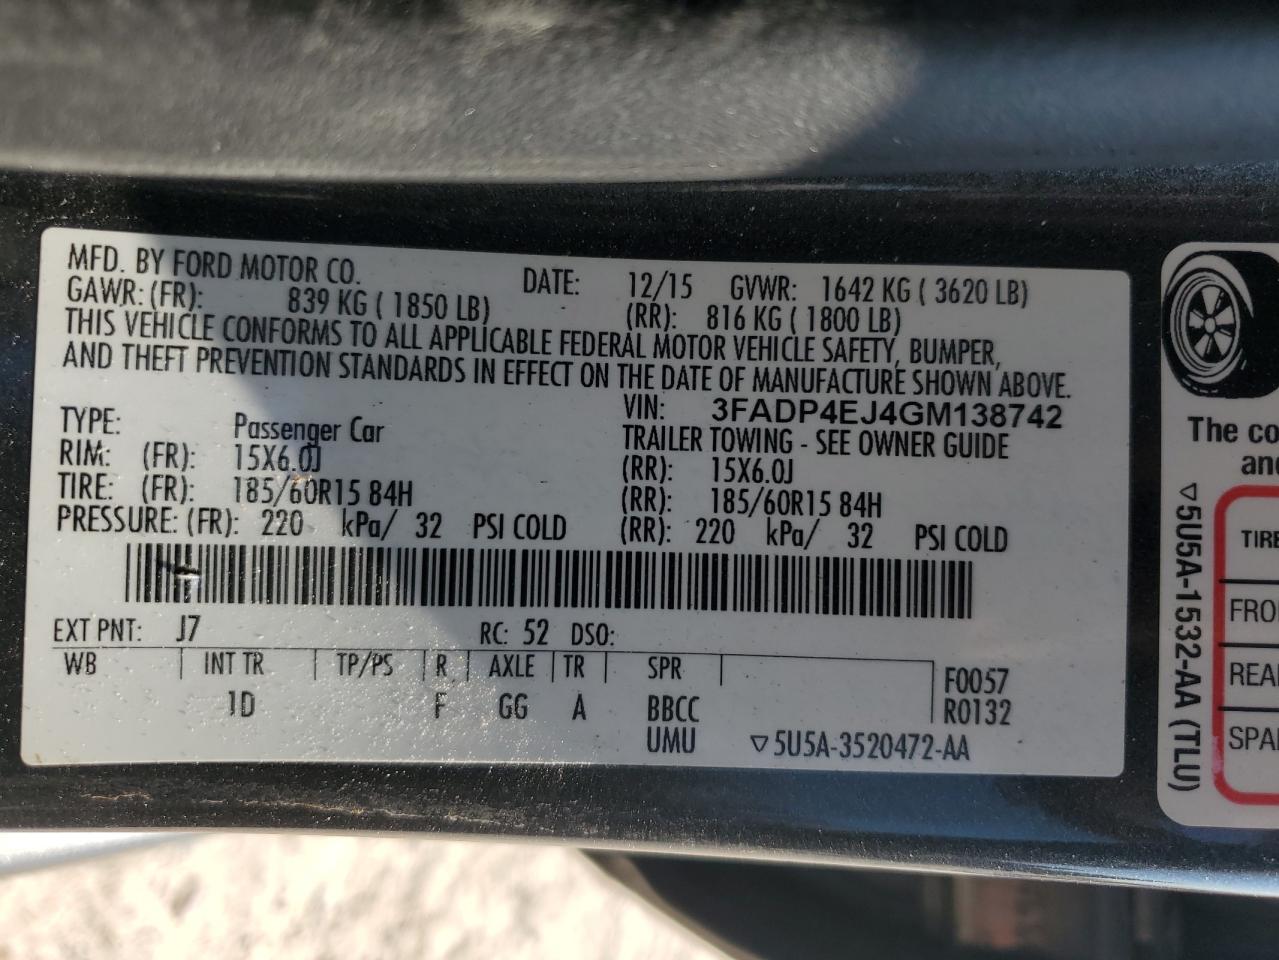 MFD. BY FORD MOTOR CO.
DATE: 12/15 GVWR: 1642 KG ( 3620 LB)
GAWR: (FR): 839 KG ( 1850 LB) (RR): 816 KG ( 1800 LB)
THIS VEHICLE CONFORMS TO ALL APPLICABLE FEDERAL MOTOR VEHICLE SAFETY, BUMPER,
AND THEFT PREVENTION STANDARDS IN EFFECT ON THE DATE OF MANUFACTURE SHOWN ABOVE.
VIN: 3FADP4EJ4GM138742
TYPE: Passenger Car TRAILER TOWING - SEE OWNER GUIDE
RIM: (FR): 15X6.0J (RR): 15X6.0J
TIRE: (FR): 185/60R15 84H (RR): 185/60R15 84H
PRESSURE: (FR): 220 kPa/ 32 PSI COLD (RR): 220 kPa/ 32 PSI COLD
EXT PNT: J7 RC: 52 DSO:
WB INT TR TP/PS R AXLE TR SPR F0057
1D F GG A BBCC R0132
UMU ▽5U5A-3520472-AA
▽5U5A-1532-AA (TLU)
The co
and
TIRE
FRO
REAR
SPA